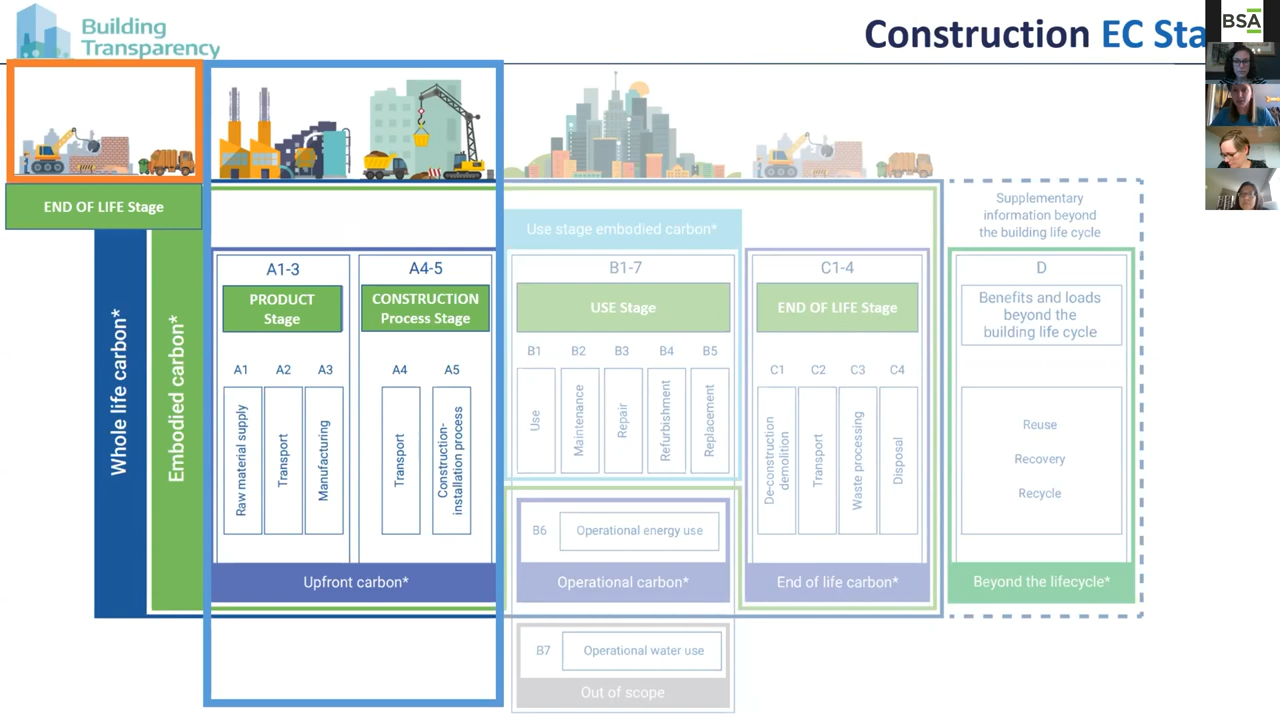 Building
Transparency
Construction EC Sta
BSA
END OF LIFE Stage
Whole life carbon*
Embodied carbon*
A1-3
PRODUCT
Stage
A1
A2
A3
Raw material supply
Transport
Manufacturing
A4-5
CONSTRUCTION
Process Stage
A4
A5
Transport
Construction-
installation process
Upfront carbon*
Use stage embodied carbon*
B1-7
USE Stage
B1
B2
B3
B4
B5
Use
Maintenance
Repair
Refurbishment
Replacement
B6
Operational energy use
Operational carbon*
B7
Operational water use
Out of scope
C1-4
END OF LIFE Stage
C1
C2
C3
C4
De-construction
demolition
Transport
Waste processing
Disposal
End of life carbon*
Supplementary
information beyond
the building life cycle
D
Benefits and loads
beyond the
building life cycle
Reuse
Recovery
Recycle
Beyond the lifecycle*